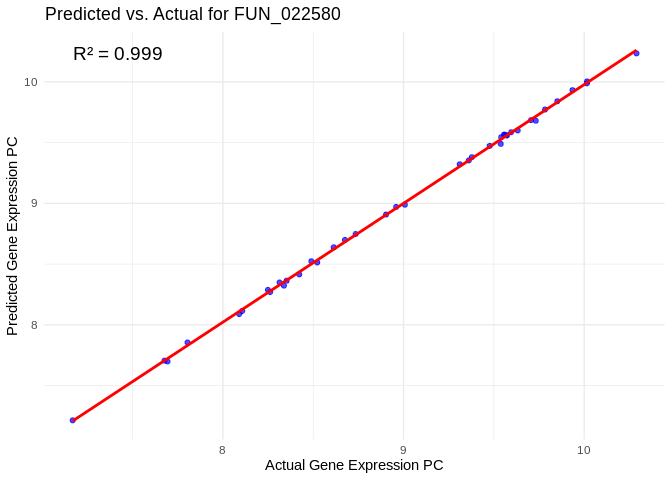 Predicted vs. Actual for FUN_022580
R² = 0.999
Predicted Gene Expression PC
10
9
8
8
9
10
Actual Gene Expression PC